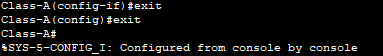 Class-A(config-if)#exit
Class-A(config)#exit
Class-A#
%SYS-5-CONFIG_I: Configured from console by console